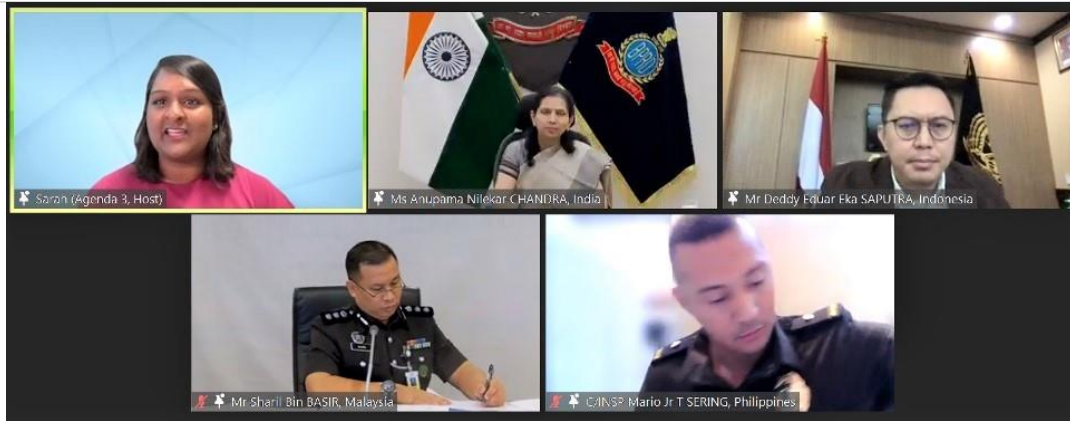 Sarah (Agenda 3, Host)
Ms Anupama Nilekar CHANDRA, India
Mr Deddy Eduar Eka SAPUTRA, Indonesia
Mr Sharil Bin BASIR, Malaysia
C/INSP Mario Jr T SERING, Philippines